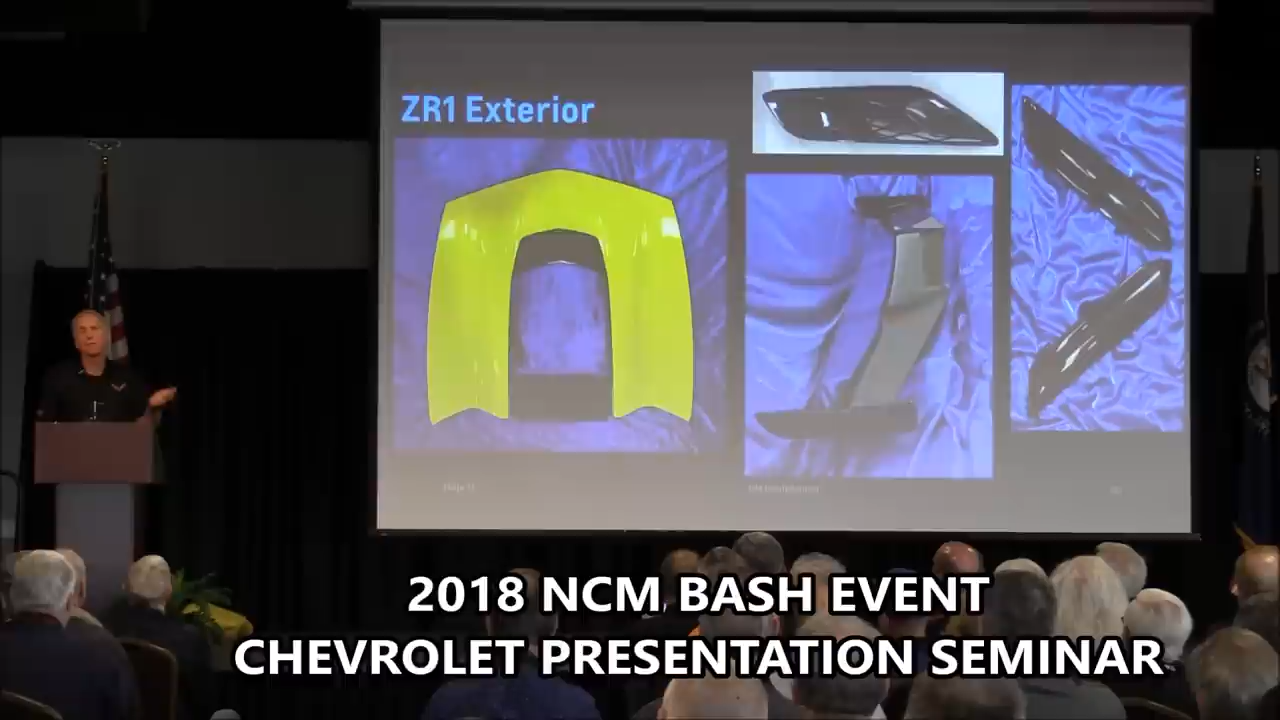 ZR1 Exterior
2018 NCM BASH EVENT
CHEVROLET PRESENTATION SEMINAR